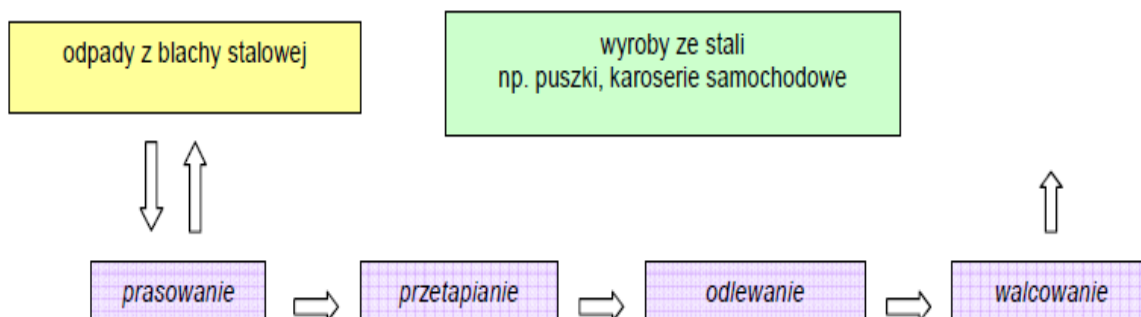 odpady z blachy stalowej
wyroby ze stali
np. puszki, karoserie samochodowe
prasowanie
przetapianie
odlewanie
walcowanie